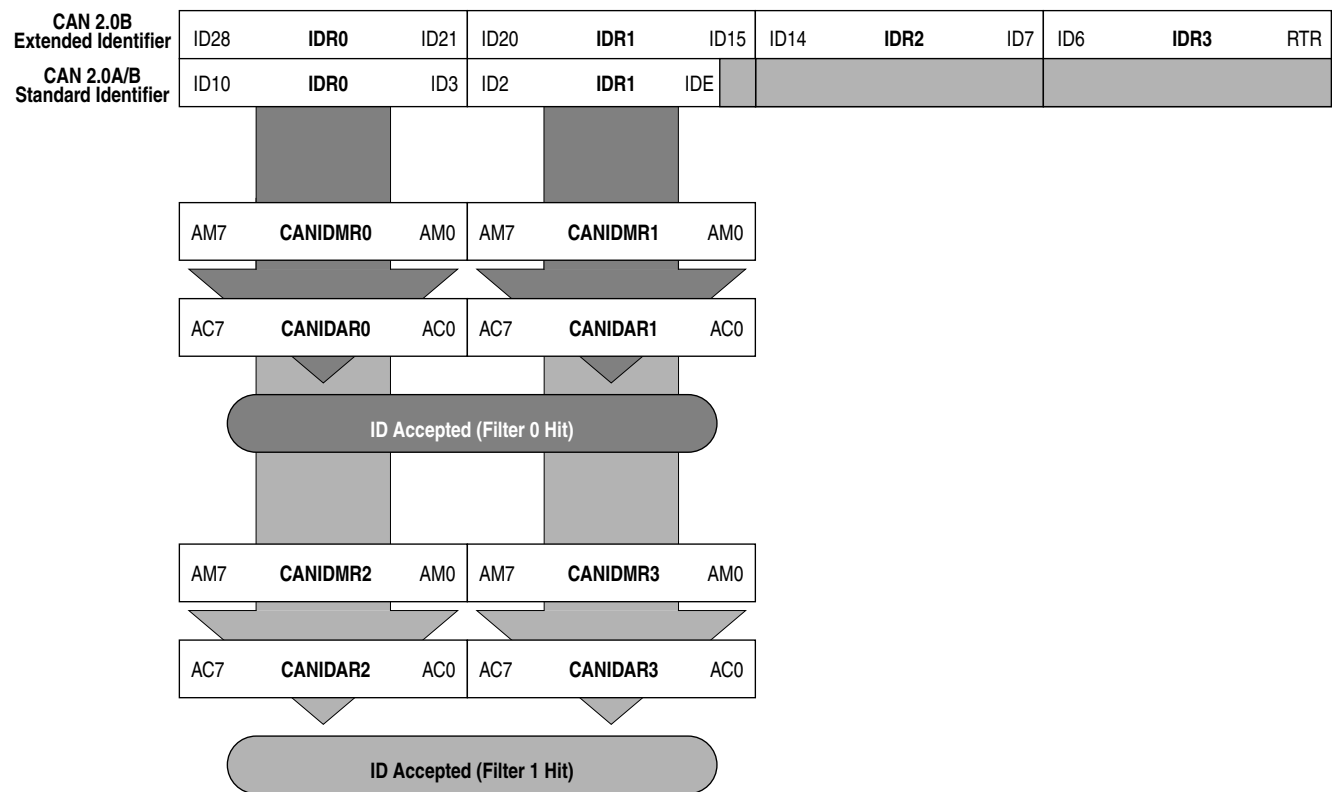 CAN 2.0B
Extended Identifier
ID28 IDR0 ID21 ID20 IDR1 ID15 ID14 IDR2 ID7 ID6 IDR3 RTR
CAN 2.0A/B
Standard Identifier
ID10 IDR0 ID3 ID2 IDR1 IDE
AM7 CANIDMR0 AM0 AM7 CANIDMR1 AM0
AC7 CANIDAR0 AC0 AC7 CANIDAR1 AC0
ID Accepted (Filter 0 Hit)
AM7 CANIDMR2 AM0 AM7 CANIDMR3 AM0
AC7 CANIDAR2 AC0 AC7 CANIDAR3 AC0
ID Accepted (Filter 1 Hit)